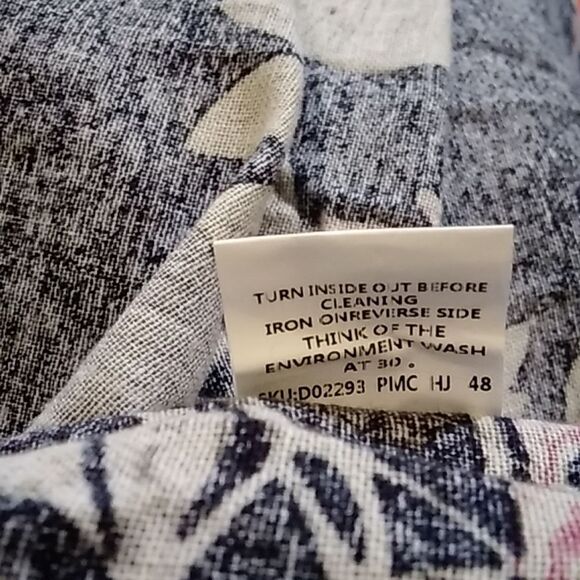 TURN INSIDE OUT BEFORE
CLEANING
IRON ONREVERSE SIDE
THINK OF THE
ENVIRONMENT WASH
AT 30 .
SKU:D02293 PMC HJ 48